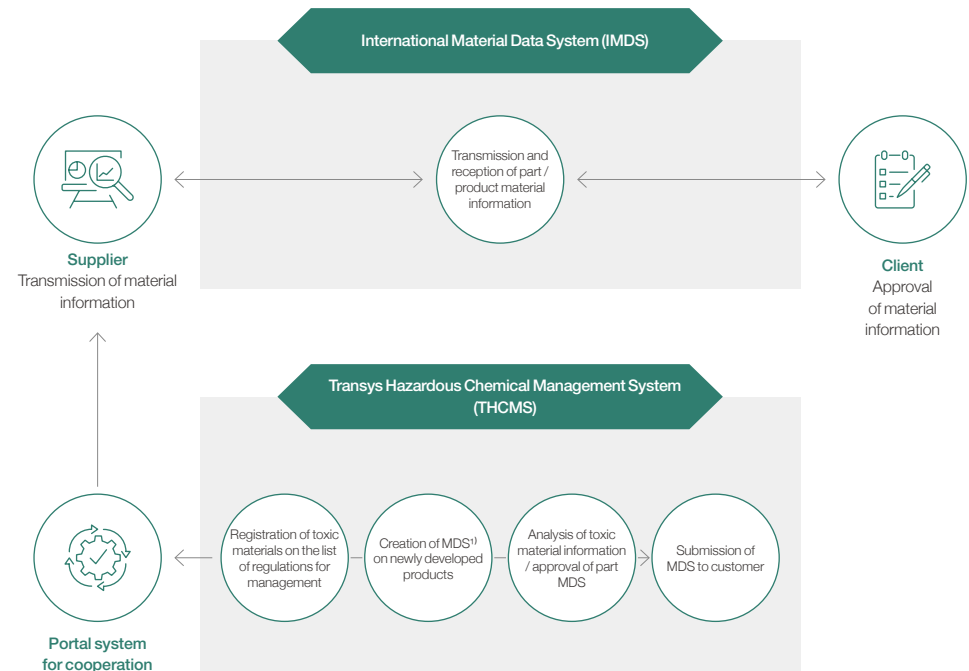 International Material Data System (IMDS)
Transmission and
reception of part /
product material
information
Supplier
Transmission of material
information
Client
Approval
of material
information
Transys Hazardous Chemical Management System
(THCMS)
Registration of toxic
materials on the list
of regulations for
management
Creation of MDS¹⁾
on newly developed
products
Analysis of toxic
material information
/ approval of part
MDS
Submission of
MDS to customer
Portal system
for cooperation